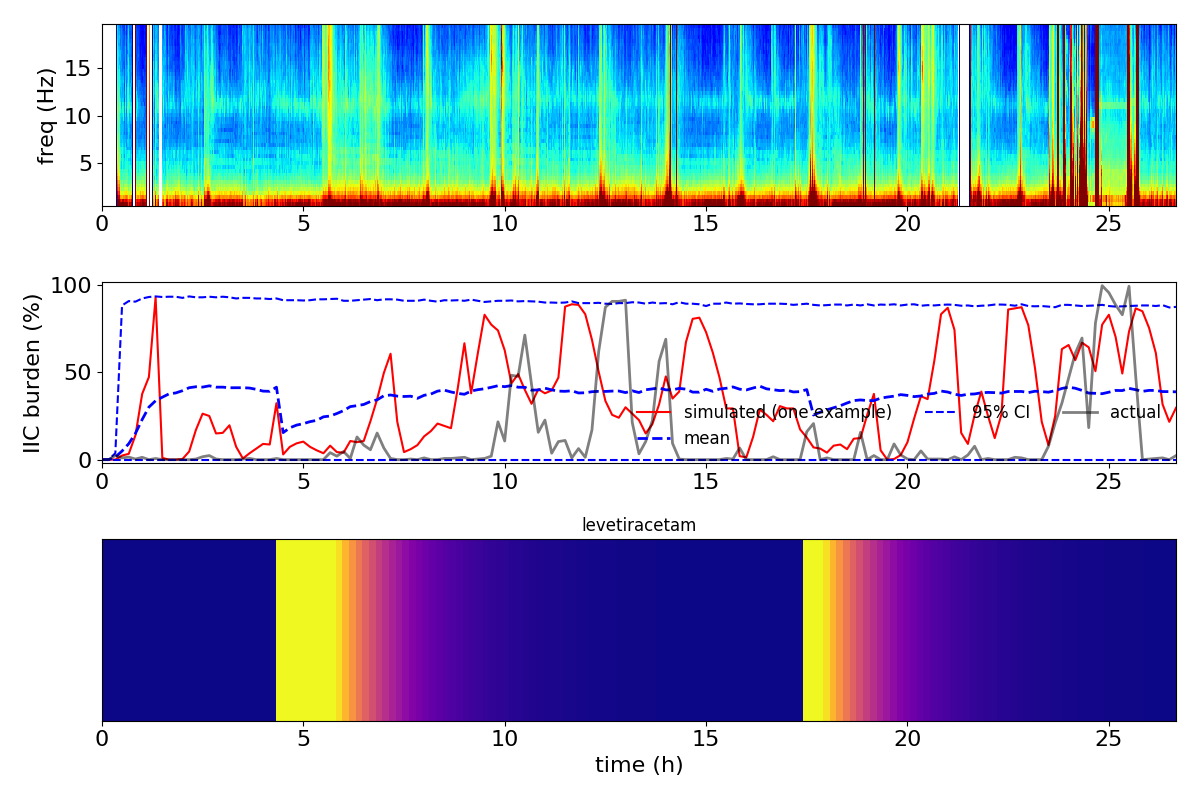 freq (Hz)
15
10
5
0 5 10 15 20 25
IIC burden (%)
100
50
0
simulated (one example)
mean
95% CI
actual
0 5 10 15 20 25
levetiracetam
0 5 10 15 20 25
time (h)